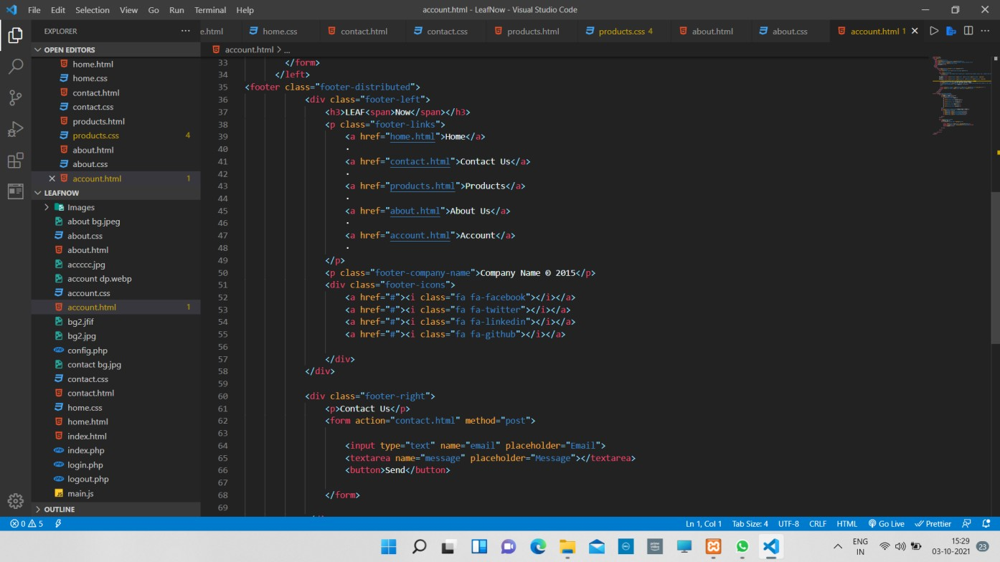 File Edit Selection View Go Run Terminal Help
account.html - LeafNow - Visual Studio Code
EXPLORER
e.html home.css contact.html contact.css products.html products.css 4 about.html about.css account.html 1
OPEN EDITORS
account.html > ...
home.html
home.css
contact.html
contact.css
products.html
products.css 4
about.html
about.css
account.html 1
LEAFNOW
Images
about bg.jpeg
about.css
about.html
accccc.jpg
account dp.webp
account.css
account.html 1
bg2.jfif
bg2.jpg
config.php
contact bg.jpg
contact.css
contact.html
home.css
home.html
index.html
index.php
login.php
logout.php
main.js
OUTLINE
33 </form>
34 </left>
35 <footer class="footer-distributed">
36 <div class="footer-left">
37 <h3>LEAF<span>Now</span></h3>
38 <p class="footer-links">
39 <a href="home.html">Home</a>
40 ·
41 <a href="contact.html">Contact Us</a>
42 ·
43 <a href="products.html">Products</a>
44 ·
45 <a href="about.html">About Us</a>
46 ·
47 <a href="account.html">Account</a>
48 ·
49 </p>
50 <p class="footer-company-name">Company Name © 2015</p>
51 <div class="footer-icons">
52 <a href="#"><i class="fa fa-facebook"></i></a>
53 <a href="#"><i class="fa fa-twitter"></i></a>
54 <a href="#"><i class="fa fa-linkedin"></i></a>
55 <a href="#"><i class="fa fa-github"></i></a>
56
57 </div>
58 </div>
59
60 <div class="footer-right">
61 <p>Contact Us</p>
62 <form action="contact.html" method="post">
63
64 <input type="text" name="email" placeholder="Email">
65 <textarea name="message" placeholder="Message"></textarea>
66 <button>Send</button>
67
68 </form>
69
0 5
Ln 1, Col 1 Tab Size: 4 UTF-8 CRLF HTML Go Live Prettier
ENG
IN
15:29
03-10-2021
23